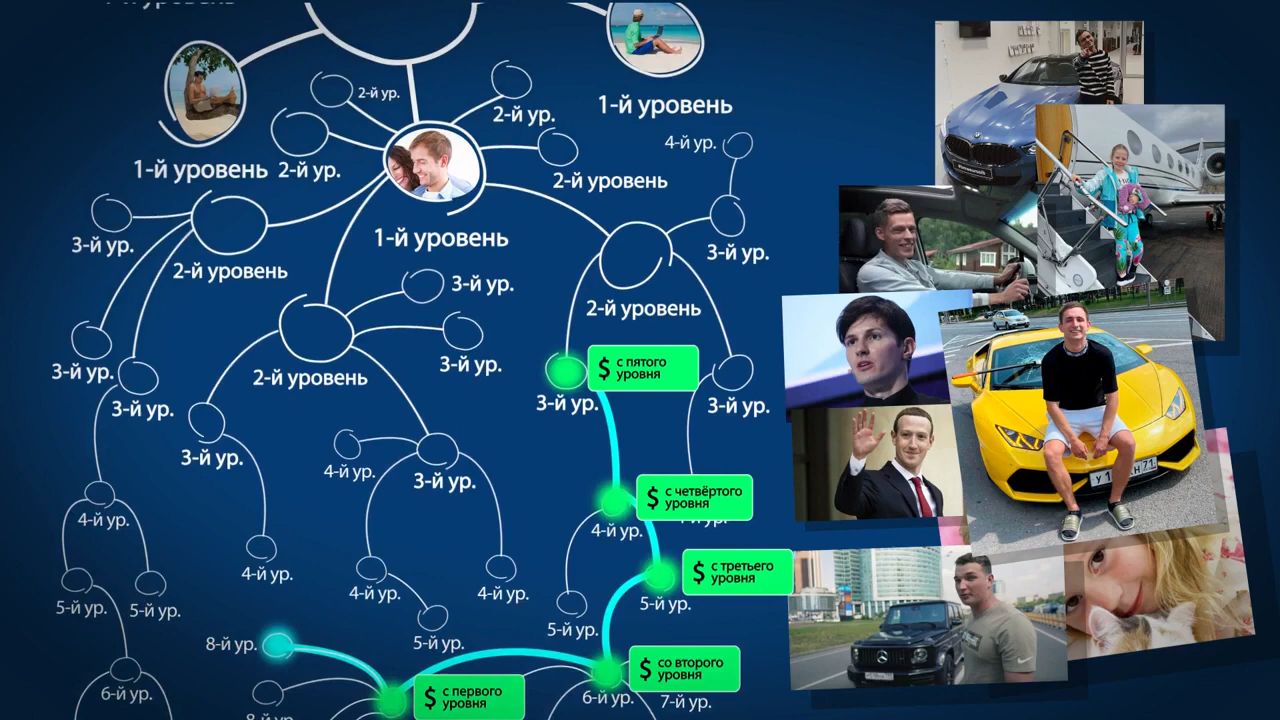 1-й уровень
2-й ур.
2-й ур.
1-й уровень
2-й ур.
4-й ур.
1-й уровень
2-й уровень
3-й ур.
1-й уровень
3-й ур.
2-й уровень
3-й ур.
2-й уровень
3-й ур.
3-й ур.
2-й уровень
$ с пятого
уровня
3-й ур.
3-й ур.
3-й ур.
3-й ур.
3-й ур.
4-й ур.
3-й ур.
$ с четвёртого
уровня
4-й ур.
4-й ур.
4-й ур.
$ с третьего
уровня
4-й ур.
4-й ур.
5-й ур.
5-й ур.
5-й ур.
5-й ур.
5-й ур.
8-й ур.
$ со второго
уровня
6-й ур.
6-й ур.
7-й ур.
$ с первого
уровня
8-й ур.